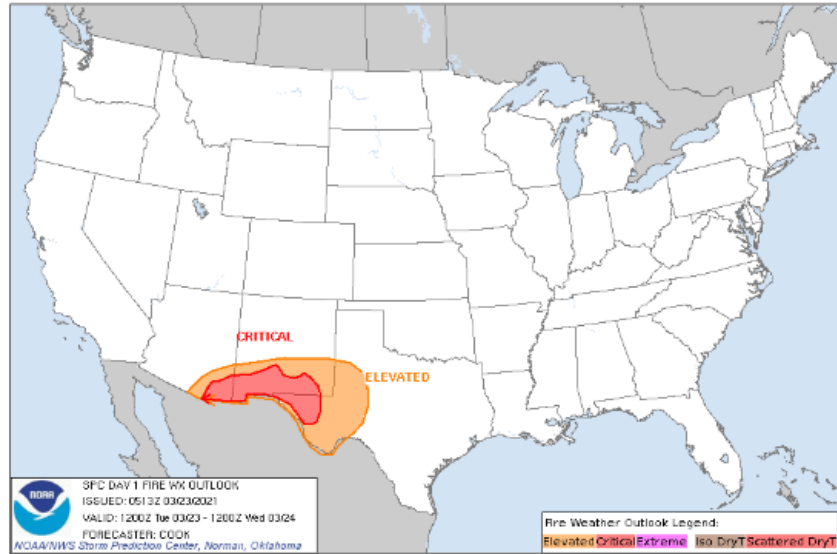 CRITICAL
ELEVATED
NOAA
SPC DAY 1 FIRE WX OUTLOOK
ISSUED: 0513Z 03/23/2021
VALID: 1200Z Tue 03/23 - 1200Z Wed 03/24
FORECASTER: COOK
NOAA/NWS Storm Prediction Center, Norman, Oklahoma
Fire Weather Outlook Legend:
Elevated Critical Extreme Iso DryT Scattered DryT